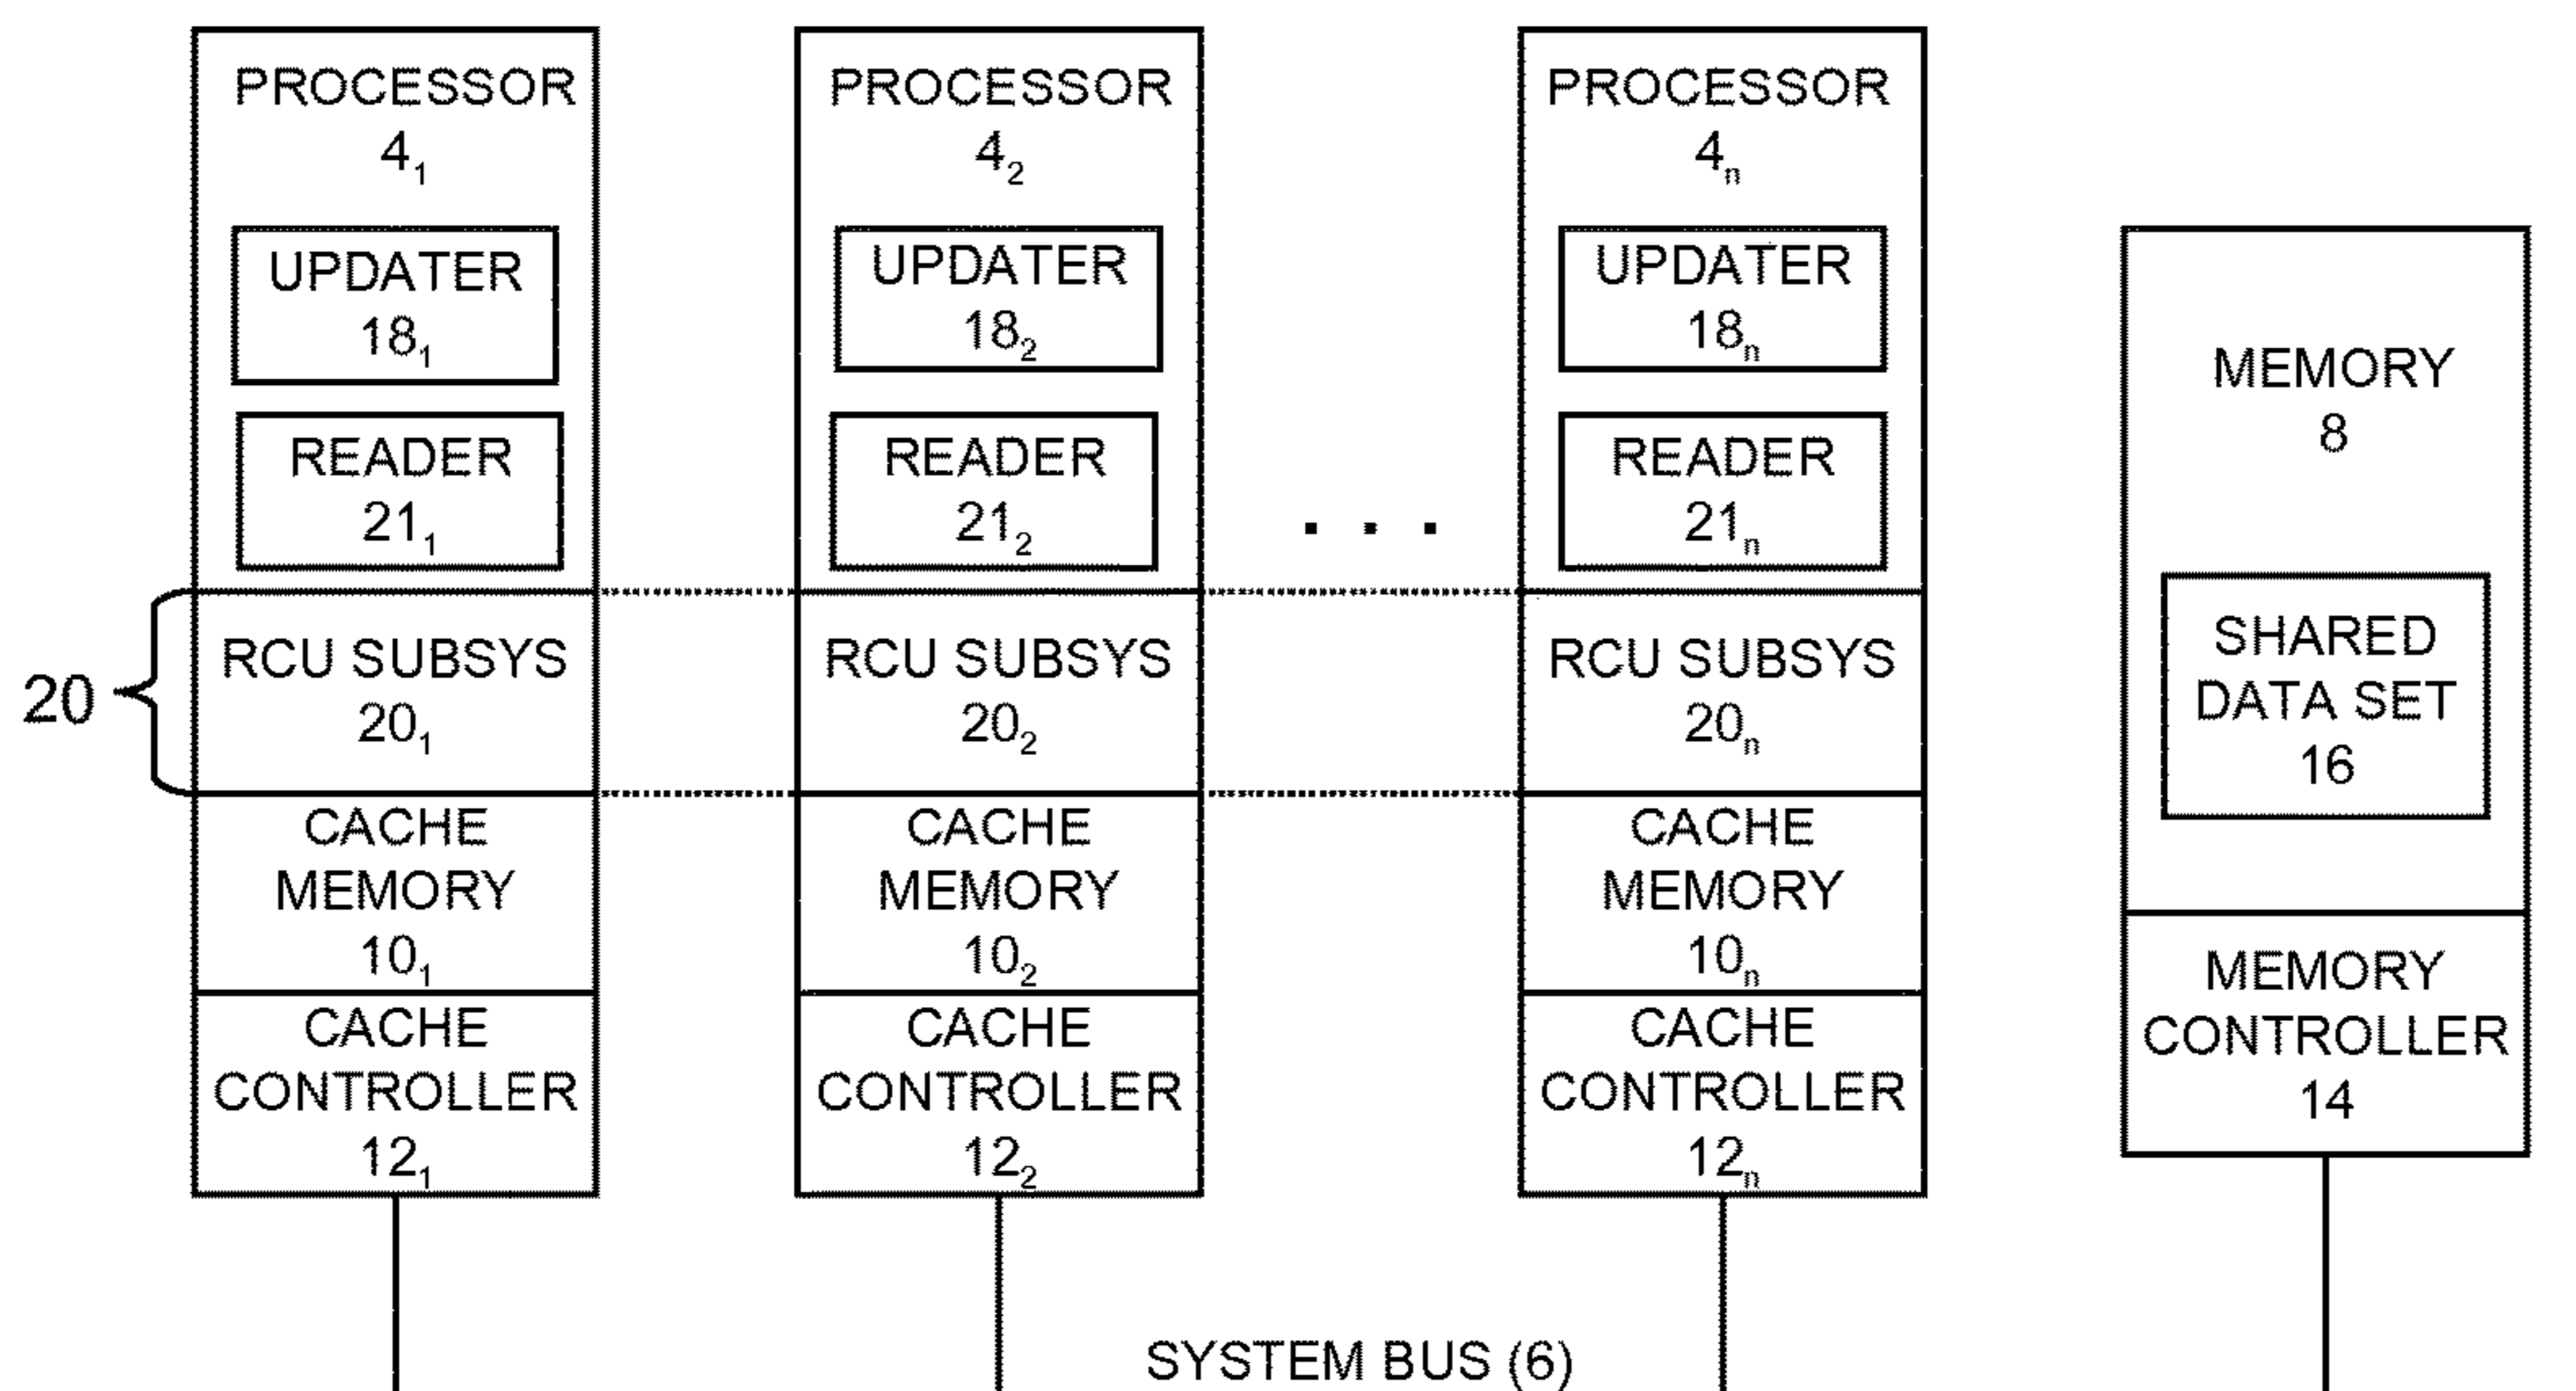 PROCESSOR
4₁
UPDATER
18₁
READER
21₁
RCU SUBSYS
20₁
CACHE
MEMORY
10₁
CACHE
CONTROLLER
12₁
20
PROCESSOR
4₂
UPDATER
18₂
READER
21₂
RCU SUBSYS
20₂
CACHE
MEMORY
10₂
CACHE
CONTROLLER
12₂
. . .
PROCESSOR
4ₙ
UPDATER
18ₙ
READER
21ₙ
RCU SUBSYS
20ₙ
CACHE
MEMORY
10ₙ
CACHE
CONTROLLER
12ₙ
MEMORY
8
SHARED
DATA SET
16
MEMORY
CONTROLLER
14
SYSTEM BUS (6)